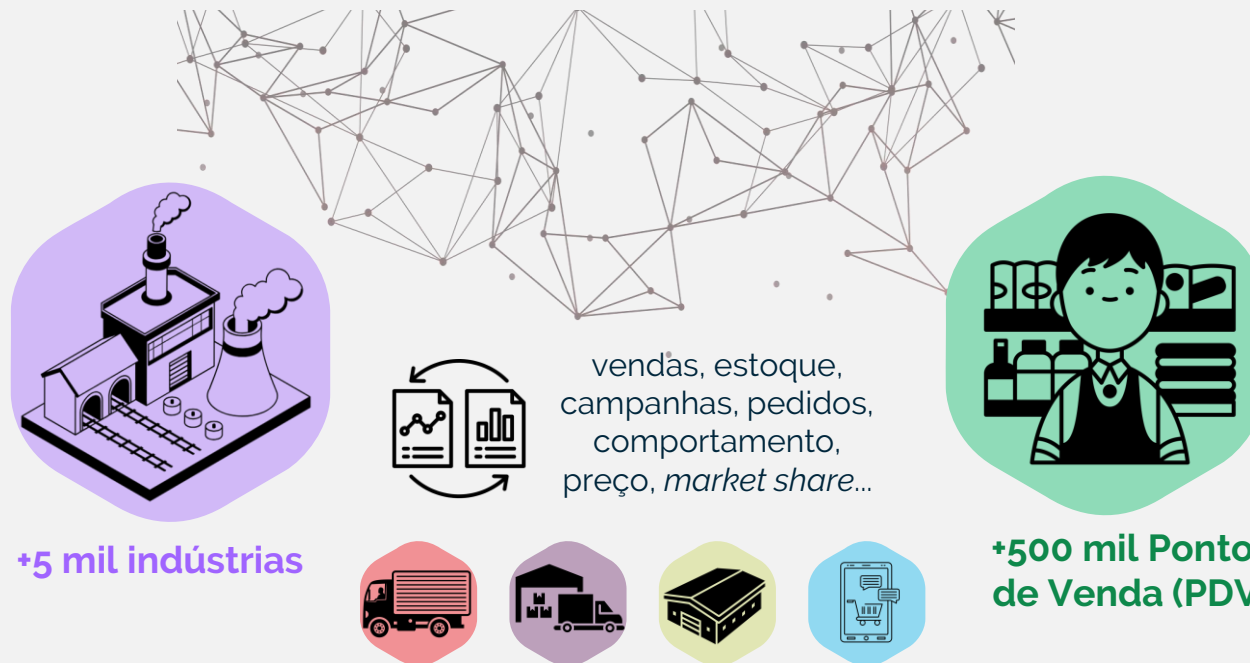 vendas, estoque,
campanhas, pedidos,
comportamento,
preço, market share...
+5 mil indústrias
+500 mil Ponto
de Venda (PDV